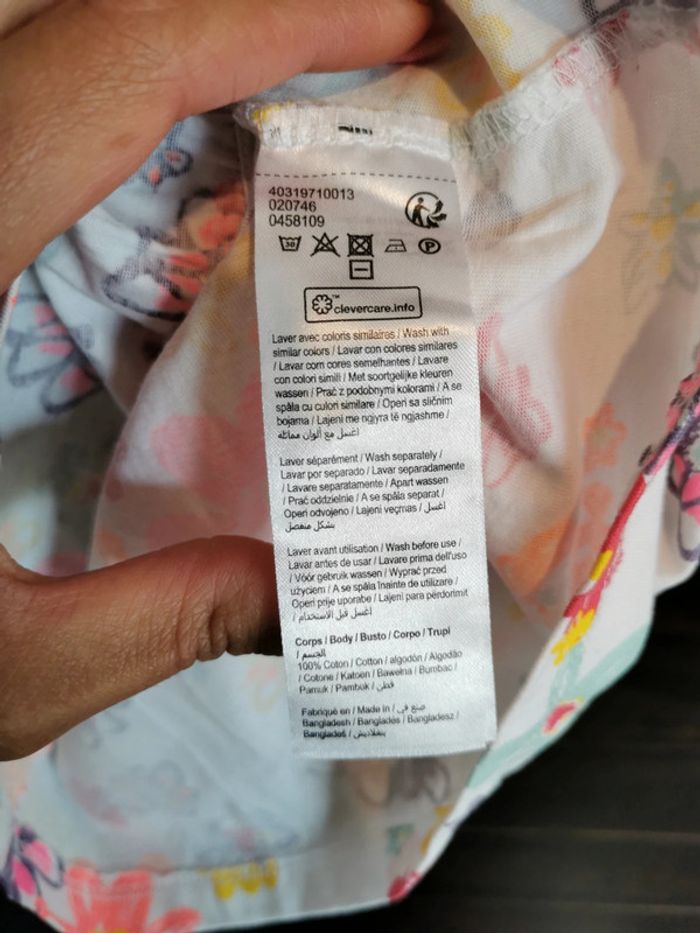 40319710013
020746
0458109
30 P
clevercare.info
Laver avec coloris similaires / Wash with
similar colors / Lavar con colores similares
/ Lavar com cores semelhantes / Lavare
con colori simili / Met soortgelijke kleuren
wassen / Prać z podobnymi kolorami / A se
spăla cu culori similare / Operi sa sličnim
bojama / Lajeni me ngjyra të ngjashme /
اغسل مع ألوان مماثلة
Laver séparément / Wash separately /
Lavar por separado / Lavar separadamente
/ Lavare separatamente / Apart wassen
/ Prać oddzielnie / A se spăla separat /
Operi odvojeno / Lajeni veçmas / اغسل
بشكل منفصل
Laver avant utilisation / Wash before use /
Lavar antes de usar / Lavare prima dell'uso
/ Vóór gebruik wassen / Wyprać przed
użyciem / A se spăla înainte de utilizare /
Operi prije uporabe / Lajeni para përdorimit
/ اغسل قبل الاستخدام
Corps / Body / Busto / Corpo / Trupi
/ الجسم
100% Coton / Cotton / algodón / Algodão
/ Cotone / Katoen / Bawełna / Bumbac /
Pamuk / Pambuk / قطن
Fabriqué en / Made in / صنع في
Bangladesh / Bangladés / Bangladesz /
Bangladeš / بنغلاديش